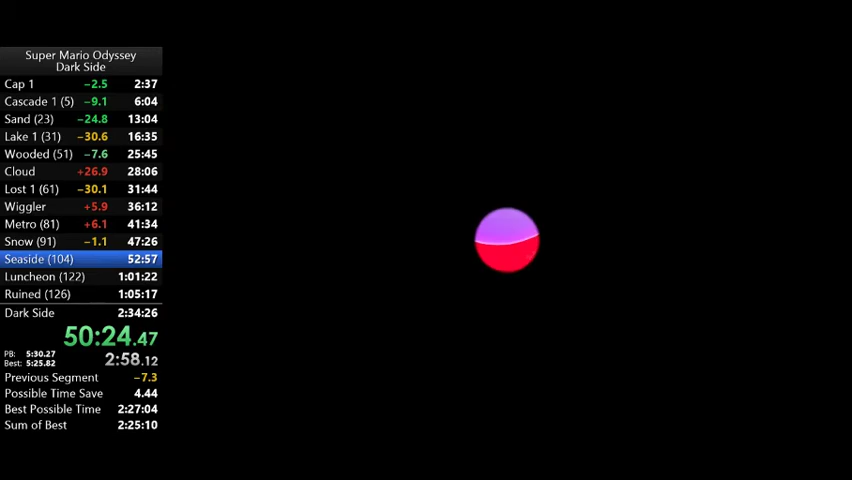 Super Mario Odyssey
Dark Side
Cap 1 −2.5 2:37
Cascade 1 (5) −9.1 6:04
Sand (23) −24.8 13:04
Lake 1 (31) −30.6 16:35
Wooded (51) −7.6 25:45
Cloud +26.9 28:06
Lost 1 (61) −30.1 31:44
Wiggler +5.9 36:12
Metro (81) +6.1 41:34
Snow (91) −1.1 47:26
Seaside (104) 52:57
Luncheon (122) 1:01:22
Ruined (126) 1:05:17
Dark Side 2:34:26
50:24.47
PB: 5:30.27
Best: 5:25.82
2:58.12
Previous Segment −7.3
Possible Time Save 4.44
Best Possible Time 2:27:04
Sum of Best 2:25:10